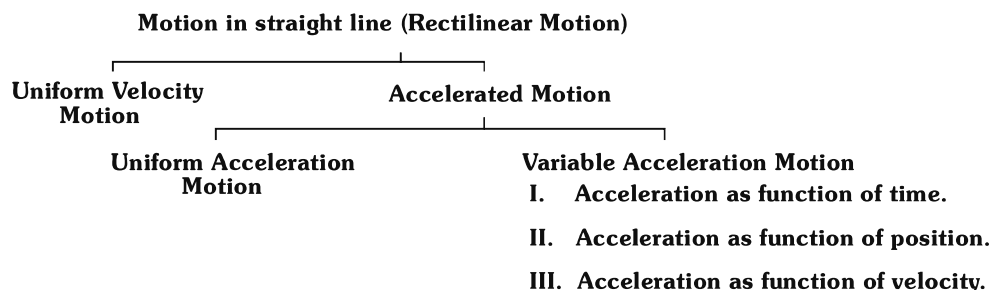 Motion in straight line (Rectilinear Motion)
Uniform Velocity
Motion
Accelerated Motion
Uniform Acceleration
Motion
Variable Acceleration Motion
I. Acceleration as function of time.
II. Acceleration as function of position.
III. Acceleration as function of velocity.